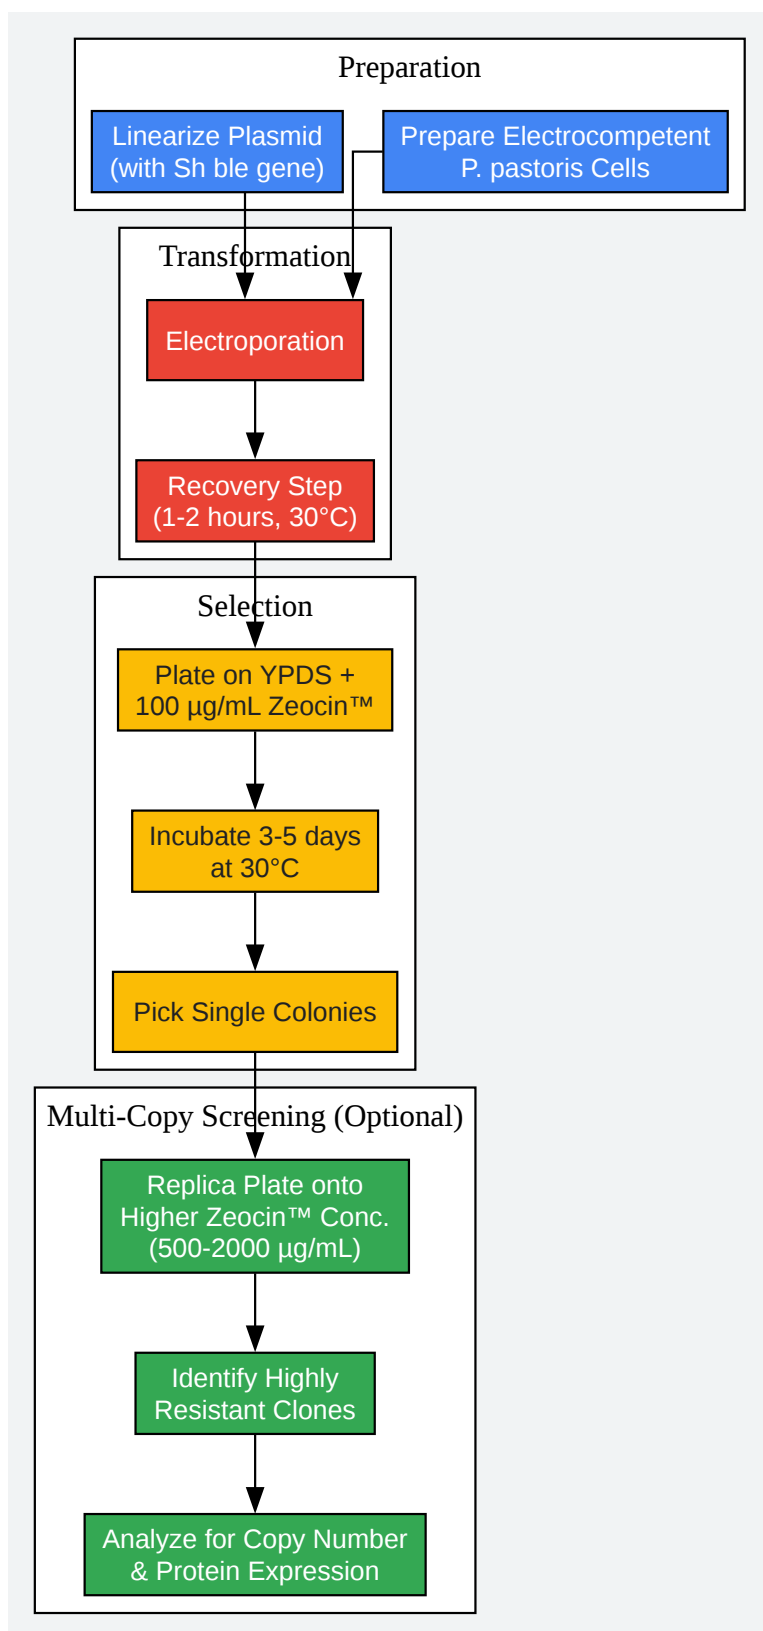 Preparation
Linearize Plasmid
(with Sh ble gene)
Prepare Electrocompetent
P. pastoris Cells
Transformation
Electroporation
Recovery Step
(1-2 hours, 30°C)
Selection
Plate on YPDS +
100 µg/mL Zeocin™
Incubate 3-5 days
at 30°C
Pick Single Colonies
Multi-Copy Screening (Optional)
Replica Plate onto
Higher Zeocin™ Conc.
(500-2000 µg/mL)
Identify Highly
Resistant Clones
Analyze for Copy Number
& Protein Expression